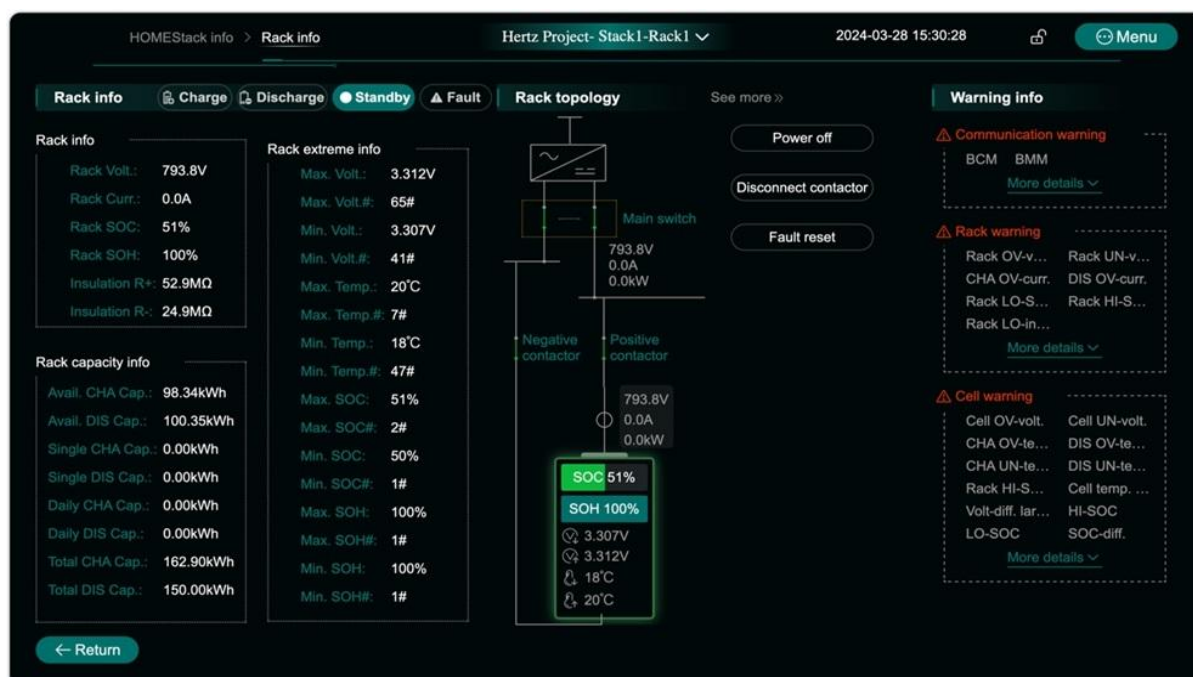 HOMEStack info > Rack info
Hertz Project- Stack1-Rack1
2024-03-28 15:30:28
Menu
Rack info
Charge
Discharge
Standby
Fault
Rack info
Rack Volt.: 793.8V
Rack Curr.: 0.0A
Rack SOC: 51%
Rack SOH: 100%
Insulation R+: 52.9MΩ
Insulation R-: 24.9MΩ
Rack capacity info
Avail. CHA Cap.: 98.34kWh
Avail. DIS Cap.: 100.35kWh
Single CHA Cap.: 0.00kWh
Single DIS Cap.: 0.00kWh
Daily CHA Cap.: 0.00kWh
Daily DIS Cap.: 0.00kWh
Total CHA Cap.: 162.90kWh
Total DIS Cap.: 150.00kWh
Rack extreme info
Max. Volt.: 3.312V
Max. Volt.#: 65#
Min. Volt.: 3.307V
Min. Volt.#: 41#
Max. Temp.: 20℃
Max. Temp.#: 7#
Min. Temp.: 18℃
Min. Temp.#: 47#
Max. SOC: 51%
Max. SOC#: 2#
Min. SOC: 50%
Min. SOC#: 1#
Max. SOH: 100%
Max. SOH#: 1#
Min. SOH: 100%
Min. SOH#: 1#
Return
Rack topology
See more »
Power off
Disconnect contactor
Fault reset
Main switch
793.8V
0.0A
0.0kW
Negative
contactor
Positive
contactor
793.8V
0.0A
0.0kW
SOC 51%
SOH 100%
3.307V
3.312V
18℃
20℃
Warning info
Communication warning
BCM BMM
More details
Rack warning
Rack OV-v... Rack UN-v...
CHA OV-curr. DIS OV-curr.
Rack LO-S... Rack HI-S...
Rack LO-in...
More details
Cell warning
Cell OV-volt. Cell UN-volt.
CHA OV-te... DIS OV-te...
CHA UN-te... DIS UN-te...
Rack HI-S... Cell temp. ...
Volt-diff. lar... HI-SOC
LO-SOC SOC-diff.
More details